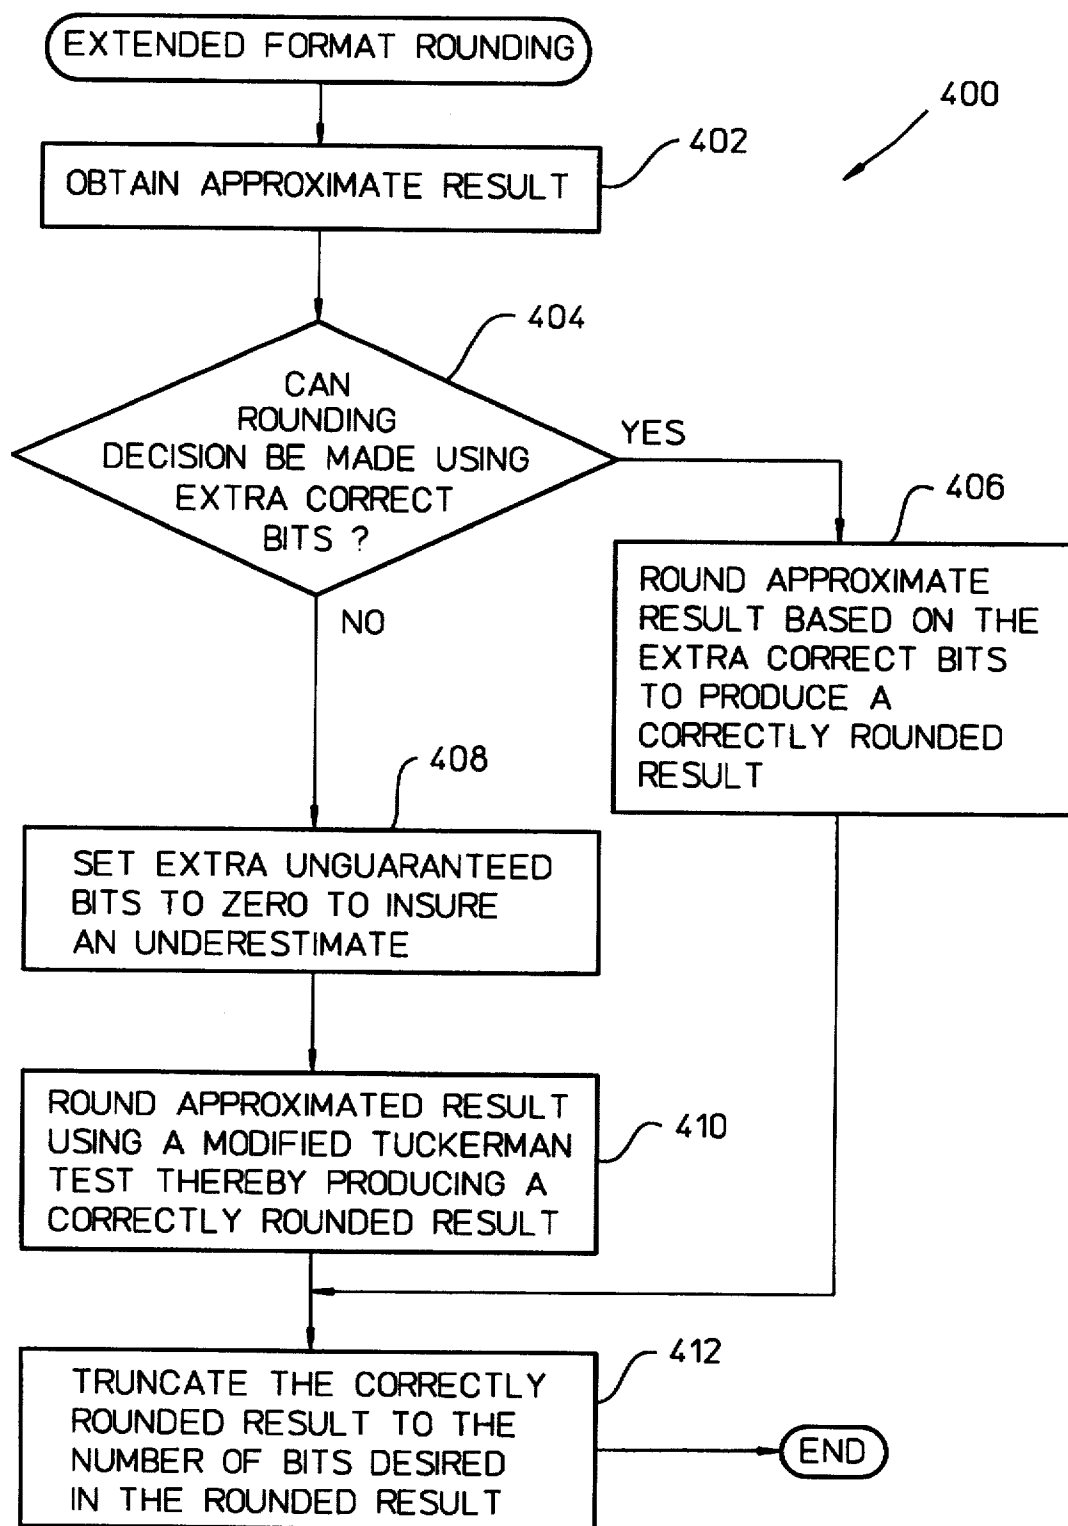 EXTENDED FORMAT ROUNDING
400
402
OBTAIN APPROXIMATE RESULT
404
CAN
ROUNDING
DECISION BE MADE USING
EXTRA CORRECT
BITS ?
YES
NO
406
ROUND APPROXIMATE
RESULT BASED ON THE
EXTRA CORRECT BITS
TO PRODUCE A
CORRECTLY ROUNDED
RESULT
408
SET EXTRA UNGUARANTEED
BITS TO ZERO TO INSURE
AN UNDERESTIMATE
ROUND APPROXIMATED RESULT
USING A MODIFIED TUCKERMAN
TEST THEREBY PRODUCING A
CORRECTLY ROUNDED RESULT
410
412
TRUNCATE THE CORRECTLY
ROUNDED RESULT TO THE
NUMBER OF BITS DESIRED
IN THE ROUNDED RESULT
END